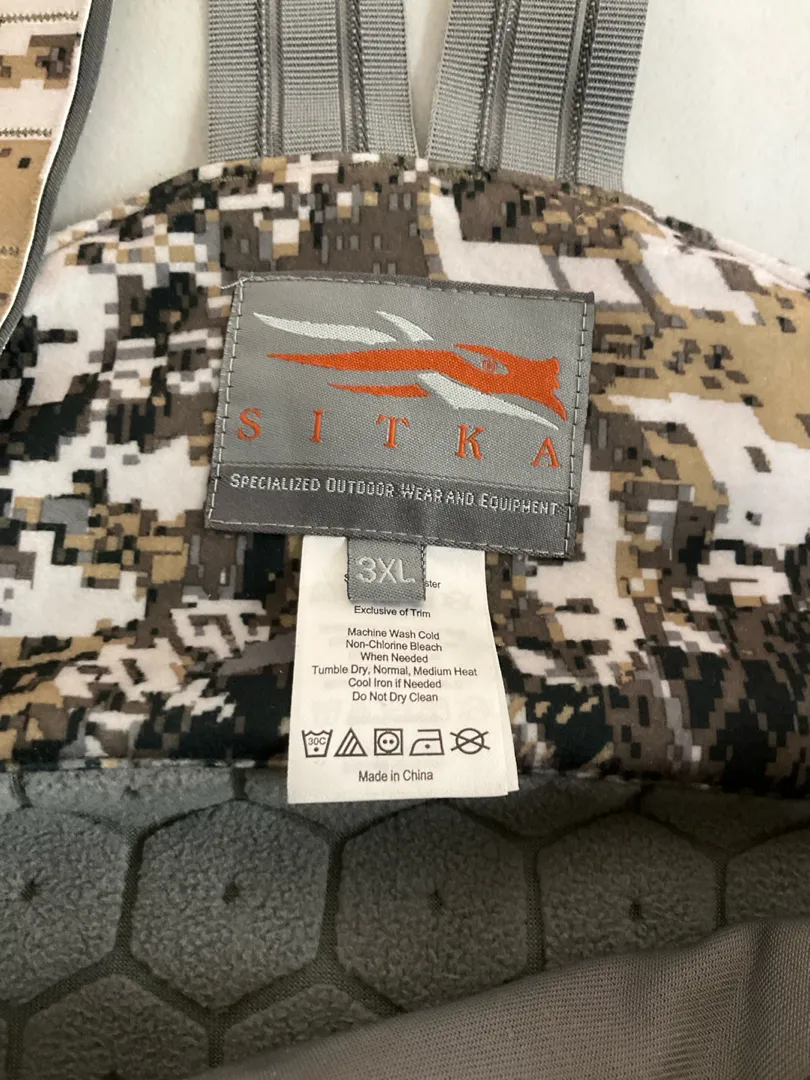 SITKA
SPECIALIZED OUTDOOR WEAR AND EQUIPMENT
3XL
Exclusive of Trim
Machine Wash Cold
Non-Chlorine Bleach
When Needed
Tumble Dry, Normal, Medium Heat
Cool Iron if Needed
Do Not Dry Clean
30C
Made in China